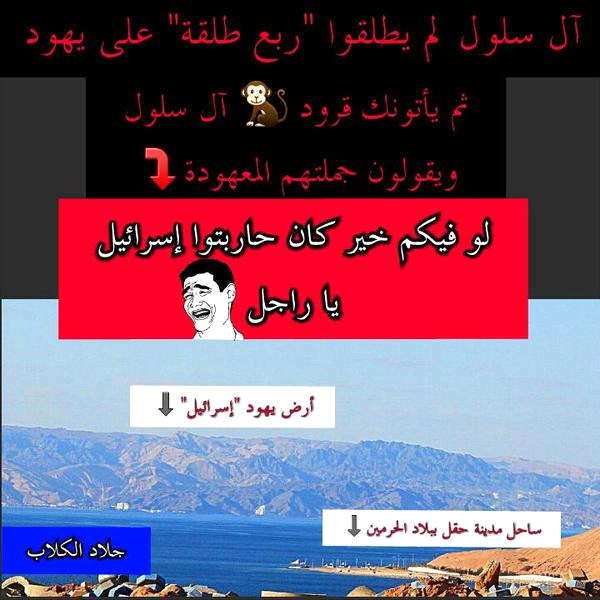 آل سلول لم يطلقوا "ربع طلقة" على يهود
ثم يأتونك قرود آل سلول
ويقولون جملتهم المعهودة
لو فيكم خير كان حاربتوا إسرائيل
يا راجل
أرض يهود "إسرائيل"
ساحل مدينة حقل ببلاد الحرمين
جلاد الكلاب